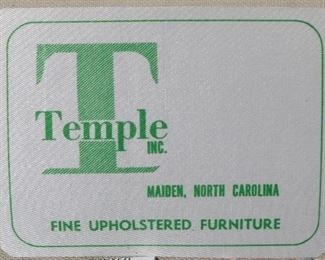 T
Temple
INC.
MAIDEN, NORTH CAROLINA
FINE UPHOLSTERED FURNITURE